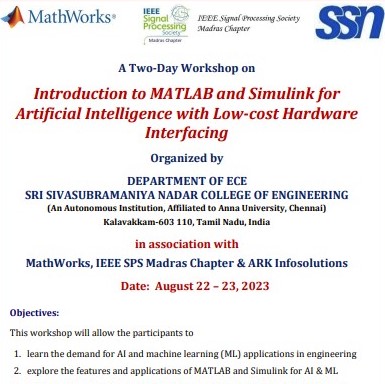 MathWorks®
IEEE
Signal
Processing
Society
Madras Chapter
IEEE Signal Processing Society
Madras Chapter
ssn
A Two-Day Workshop on
Introduction to MATLAB and Simulink for
Artificial Intelligence with Low-cost Hardware
Interfacing
Organized by
DEPARTMENT OF ECE
SRI SIVASUBRAMANIYA NADAR COLLEGE OF ENGINEERING
(An Autonomous Institution, Affiliated to Anna University, Chennai)
Kalavakkam-603 110, Tamil Nadu, India
in association with
MathWorks, IEEE SPS Madras Chapter & ARK Infosolutions
Date: August 22 – 23, 2023
Objectives:
This workshop will allow the participants to
1. learn the demand for AI and machine learning (ML) applications in engineering
2. explore the features and applications of MATLAB and Simulink for AI & ML